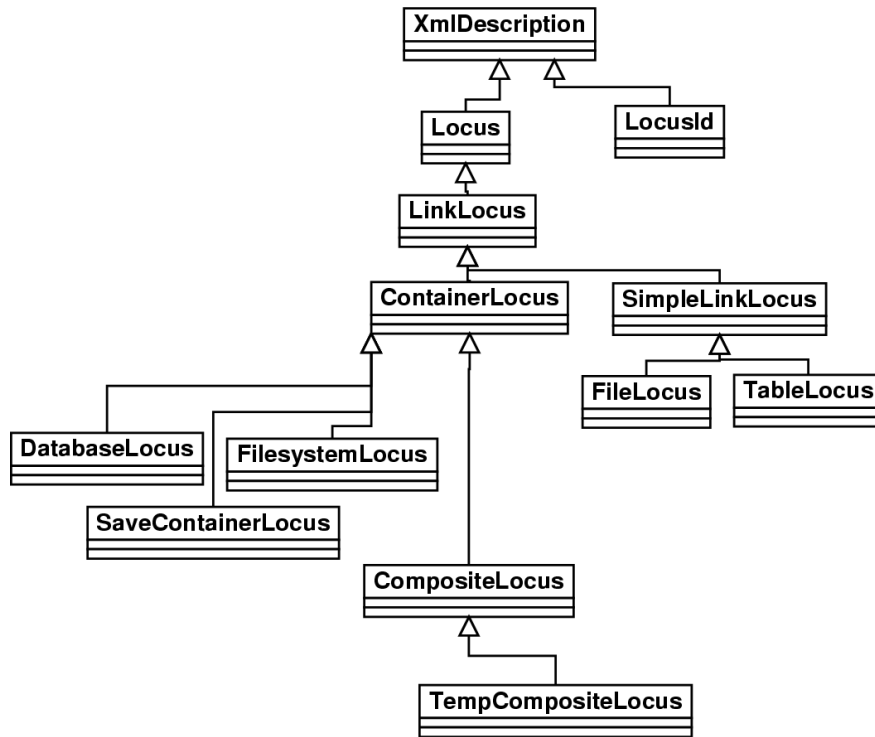 XmlDescription
Locus
LocusId
LinkLocus
ContainerLocus
SimpleLinkLocus
FileLocus
TableLocus
DatabaseLocus
FilesystemLocus
SaveContainerLocus
CompositeLocus
TempCompositeLocus